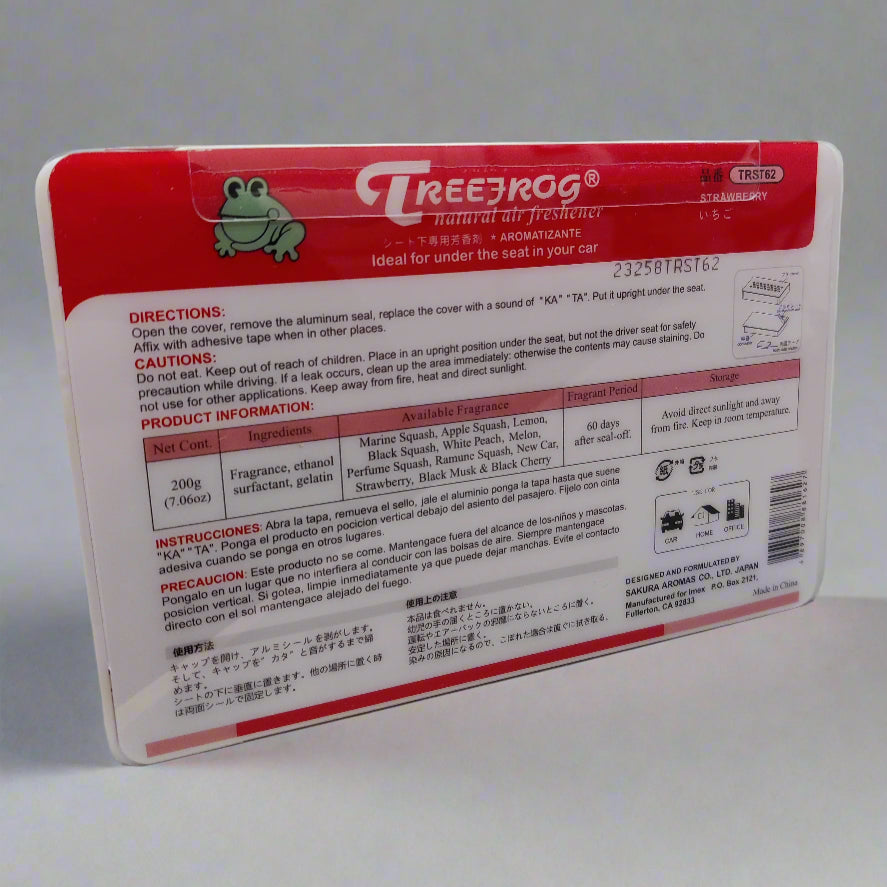 TREEFROG®
natural air freshener
シート下専用芳香剤 ★ AROMATIZANTE
Ideal for under the seat in your car
品番 TRST62
STRAWBERRY
いちご
23258TRST62
DIRECTIONS:
Open the cover, remove the aluminum seal, replace the cover with a sound of "KA" "TA". Put it upright under the seat.
Affix with adhesive tape when in other places.
CAUTIONS:
Do not eat. Keep out of reach of children. Place in an upright position under the seat, but not the driver seat for safety
precaution while driving. If a leak occurs, clean up the area immediately: otherwise the contents may cause staining. Do
not use for other applications. Keep away from fire, heat and direct sunlight.
PRODUCT INFORMATION:
Net Cont. Ingredients Available Fragrance Fragrant Period Storage
200g
(7.06oz)
Fragrance, ethanol
surfactant, gelatin
Marine Squash, Apple Squash, Lemon,
Black Squash, White Peach, Melon,
Perfume Squash, Ramune Squash, New Car,
Strawberry, Black Musk & Black Cherry
60 days
after seal-off.
Avoid direct sunlight and away
from fire. Keep in room temperature.
INSTRUCCIONES: Abra la tapa, remueva el sello, jale el aluminio ponga la tapa hasta que suene
"KA" "TA". Ponga el producto en pocicion vertical debajo del asiento del pasajero. Fijelo con cinta
adesiva cuando se ponga en otros lugares.
PRECAUCION: Este producto no se come. Mantengace fuera del alcance de los-niños y mascotas.
Pongalo en un lugar que no interfiera al conducir con las bolsas de aire. Siempre mantengace
posicion vertical. Si gotea, limpie inmediatamente ya que puede dejar manchas. Evite el contacto
directo con el sol mantengace alejado del fuego.
使用方法
キャップを開け、アルミシールを剥がします。
そして、キャップを"カタ"と音がするまで締
めます。
シートの下に垂直に置きます。他の場所に置く時
は両面シールで固定します。
使用上の注意
本品は食べれません。
幼児の手の届くところに置かない。
運転やエアーバックの邪魔にならないところに置く。
安定した場所に置く。
染みの原因になるので、こぼれた場合は直ぐに拭き取る。
紙
プラ
USE FOR
CAR HOME OFFICE
DESIGNED AND FORMULATED BY
SAKURA AROMAS CO., LTD. JAPAN
Manufactured for Imex P.O. Box 2121,
Fullerton, CA 92833
Made in China